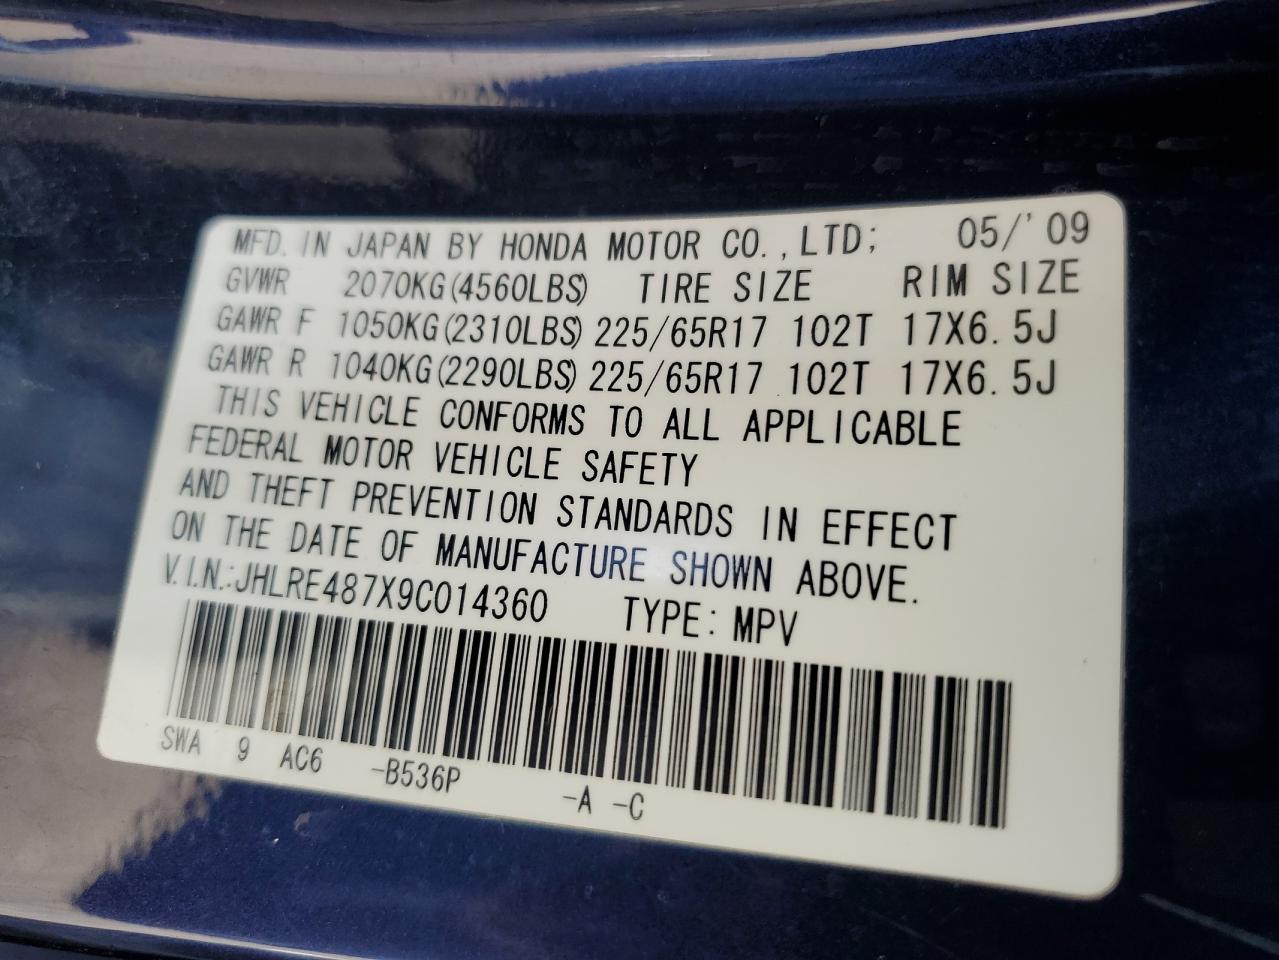 MFD. IN JAPAN BY HONDA MOTOR CO.,LTD; 05/'09
GVWR 2070KG(4560LBS) TIRE SIZE RIM SIZE
GAWR F 1050KG(2310LBS) 225/65R17 102T 17X6.5J
GAWR R 1040KG(2290LBS) 225/65R17 102T 17X6.5J
THIS VEHICLE CONFORMS TO ALL APPLICABLE
FEDERAL MOTOR VEHICLE SAFETY
AND THEFT PREVENTION STANDARDS IN EFFECT
ON THE DATE OF MANUFACTURE SHOWN ABOVE.
V.I.N.:JHLRE487X9C014360 TYPE: MPV
SWA 9 AC6 -B536P -A -C